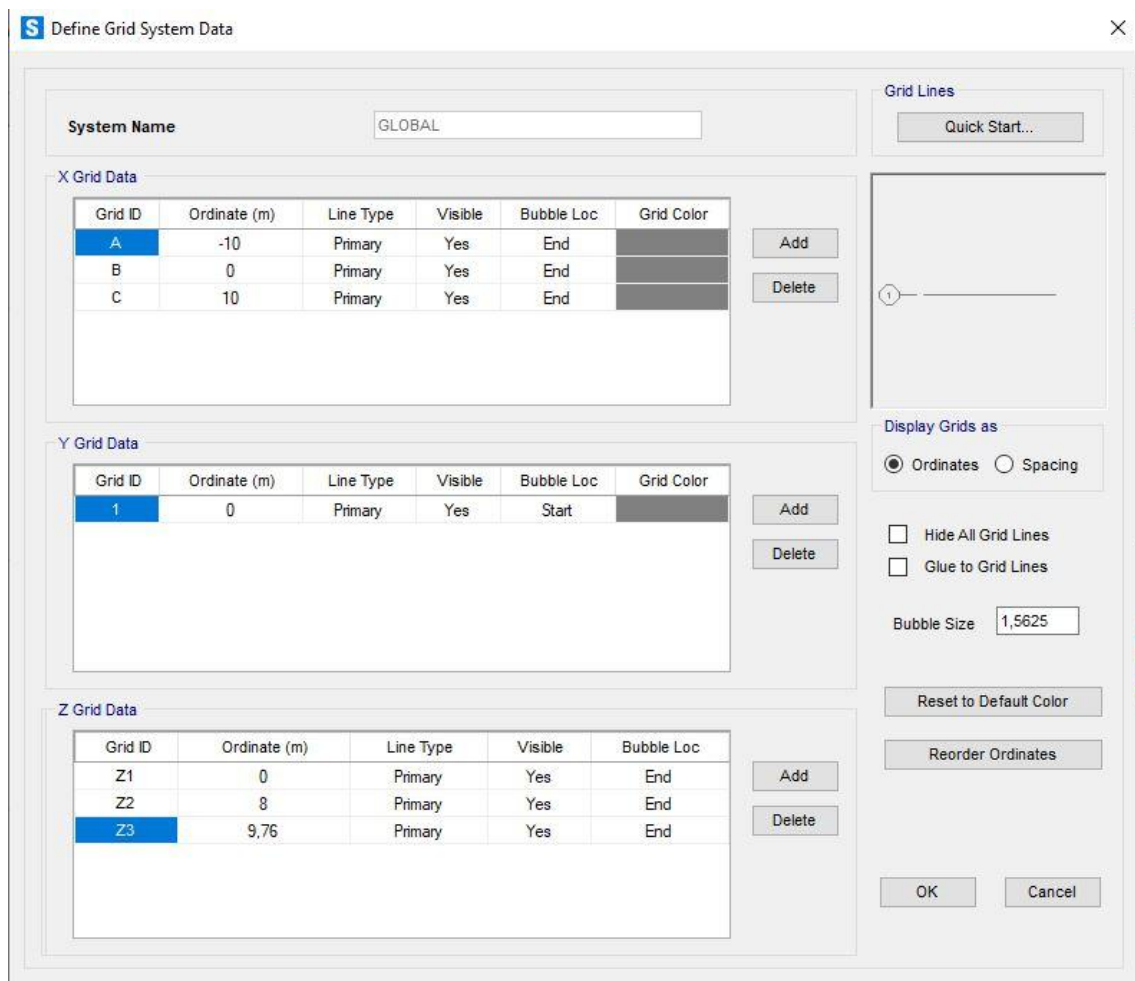 S Define Grid System Data
Grid Lines
System Name GLOBAL Quick Start...
X Grid Data
Grid ID Ordinate (m) Line Type Visible Bubble Loc Grid Color
A -10 Primary Yes End Add
B 0 Primary Yes End
C 10 Primary Yes End Delete
1
Y Grid Data
Display Grids as
Ordinates Spacing
Grid ID Ordinate (m) Line Type Visible Bubble Loc Grid Color
1 0 Primary Yes Start Add
Delete
Hide All Grid Lines
Glue to Grid Lines
Bubble Size 1,5625
Z Grid Data
Reset to Default Color
Grid ID Ordinate (m) Line Type Visible Bubble Loc
Reorder Ordinates
Z1 0 Primary Yes End Add
Z2 8 Primary Yes End
Z3 9,76 Primary Yes End Delete
OK Cancel